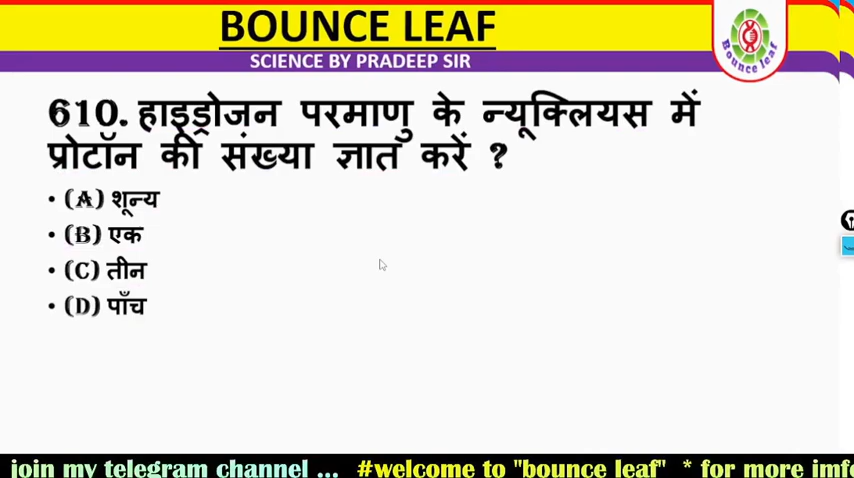 BOUNCE LEAF
SCIENCE BY PRADEEP SIR
Bounce leaf
610. हाइड्रोजन परमाणु के न्यूक्लियस में
प्रोटॉन की संख्या ज्ञात करें ?
• (A) शून्य
• (B) एक
• (C) तीन
• (D) पाँच
join my telegram channel ... #welcome to "bounce leaf" * for more imfo